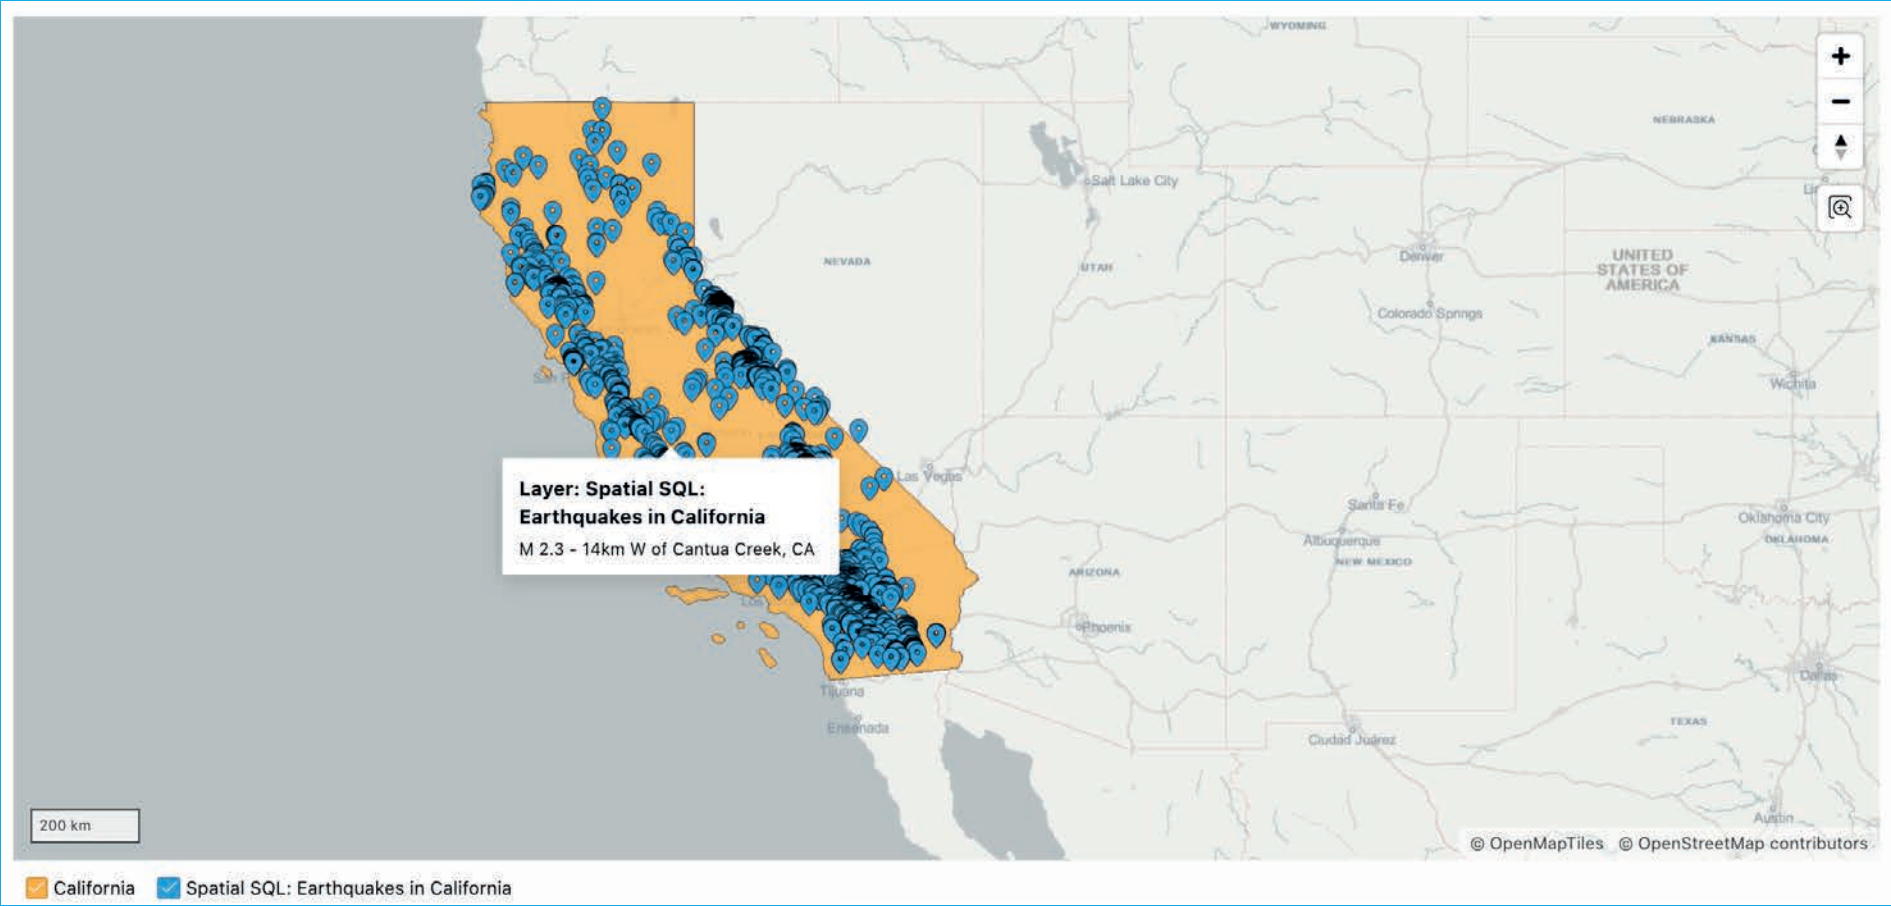 WYOMING
NEBRASKA
Salt Lake City
NEVADA
UTAH
Denver
UNITED
STATES OF
AMERICA
Colorado Springs
KANSAS
Wichita
San
Las Vegas
Layer: Spatial SQL:
Earthquakes in California
M 2.3 - 14km W of Cantua Creek, CA
Santa Fe
Oklahoma City
OKLAHOMA
Albuquerque
NEW MEXICO
ARIZONA
Los
Phoenix
Dallas
Tijuana
Ensenada
TEXAS
Ciudad Juárez
Austin
200 km
© OpenMapTiles © OpenStreetMap contributors
California
Spatial SQL: Earthquakes in California